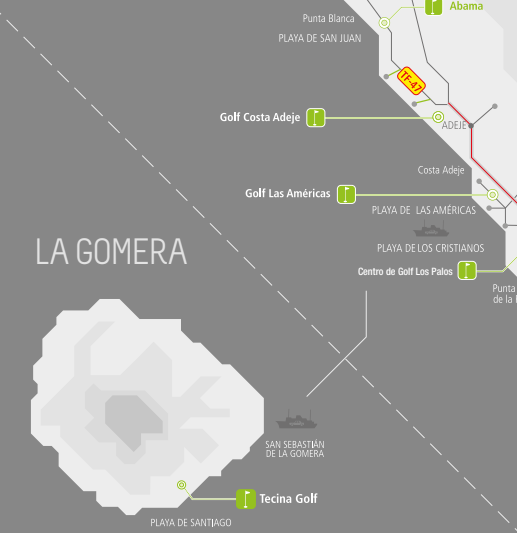 Abama
Punta Blanca
PLAYA DE SAN JUAN
TF-47
Golf Costa Adeje
ADEJE
Costa Adeje
Golf Las Américas
PLAYA DE LAS AMÉRICAS
PLAYA DE LOS CRISTIANOS
LA GOMERA
Centro de Golf Los Palos
Punta
de la
SAN SEBASTIÁN
DE LA GOMERA
Tecina Golf
PLAYA DE SANTIAGO